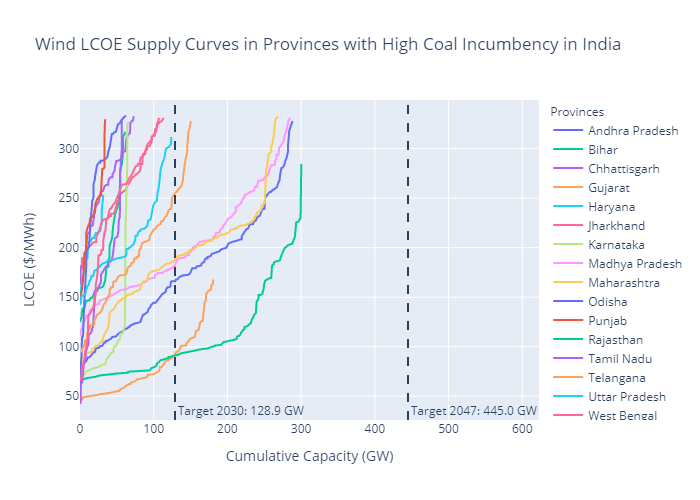 Wind LCOE Supply Curves in Provinces with High Coal Incumbency in India
LCOE ($/MWh)
300
250
200
150
100
50
0
100
200
300
400
500
600
Cumulative Capacity (GW)
Target 2030: 128.9 GW
Target 2047: 445.0 GW
Provinces
Andhra Pradesh
Bihar
Chhattisgarh
Gujarat
Haryana
Jharkhand
Karnataka
Madhya Pradesh
Maharashtra
Odisha
Punjab
Rajasthan
Tamil Nadu
Telangana
Uttar Pradesh
West Bengal